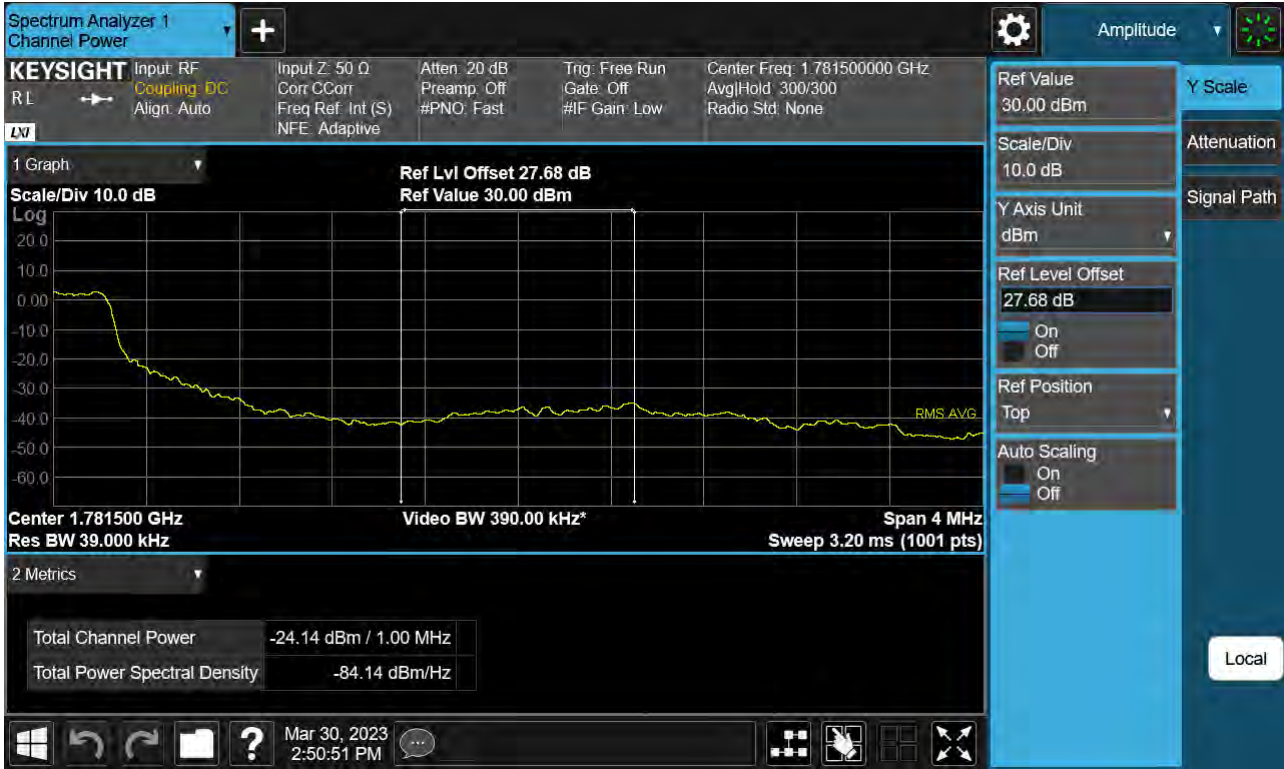 Spectrum Analyzer 1
Channel Power
Amplitude
KEYSIGHT
R L
LXI
Input: RF
Coupling: DC
Align: Auto
Input Z: 50 Ω
Corr CCorr
Freq Ref: Int (S)
NFE: Adaptive
Atten: 20 dB
Preamp: Off
#PNO: Fast
Trig: Free Run
Gate: Off
#IF Gain: Low
Center Freq: 1.781500000 GHz
Avg|Hold: 300/300
Radio Std: None
1 Graph
Scale/Div 10.0 dB
Ref Lvl Offset 27.68 dB
Ref Value 30.00 dBm
Log
20.0
10.0
0.00
-10.0
-20.0
-30.0
-40.0
-50.0
-60.0
RMS AVG
Center 1.781500 GHz
Video BW 390.00 kHz*
Span 4 MHz
Res BW 39.000 kHz
Sweep 3.20 ms (1001 pts)
2 Metrics
Total Channel Power -24.14 dBm / 1.00 MHz
Total Power Spectral Density -84.14 dBm/Hz
Ref Value
30.00 dBm
Scale/Div
10.0 dB
Y Axis Unit
dBm
Ref Level Offset
27.68 dB
On
Off
Ref Position
Top
Auto Scaling
On
Off
Y Scale
Attenuation
Signal Path
Local
?
Mar 30, 2023
2:50:51 PM